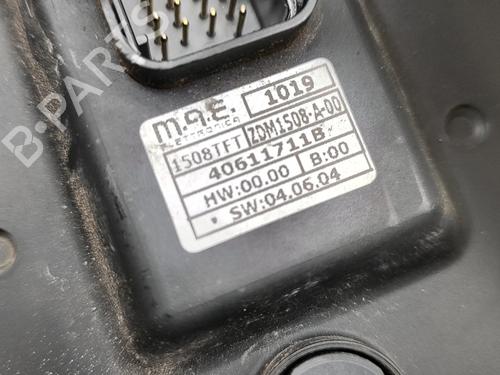 B-PARTS
m.a.e. 1019
ELETTRONICA
1508TFT ZDM1508-A-00
40611711B
HW:00.00 B:00
SW:04.06.04